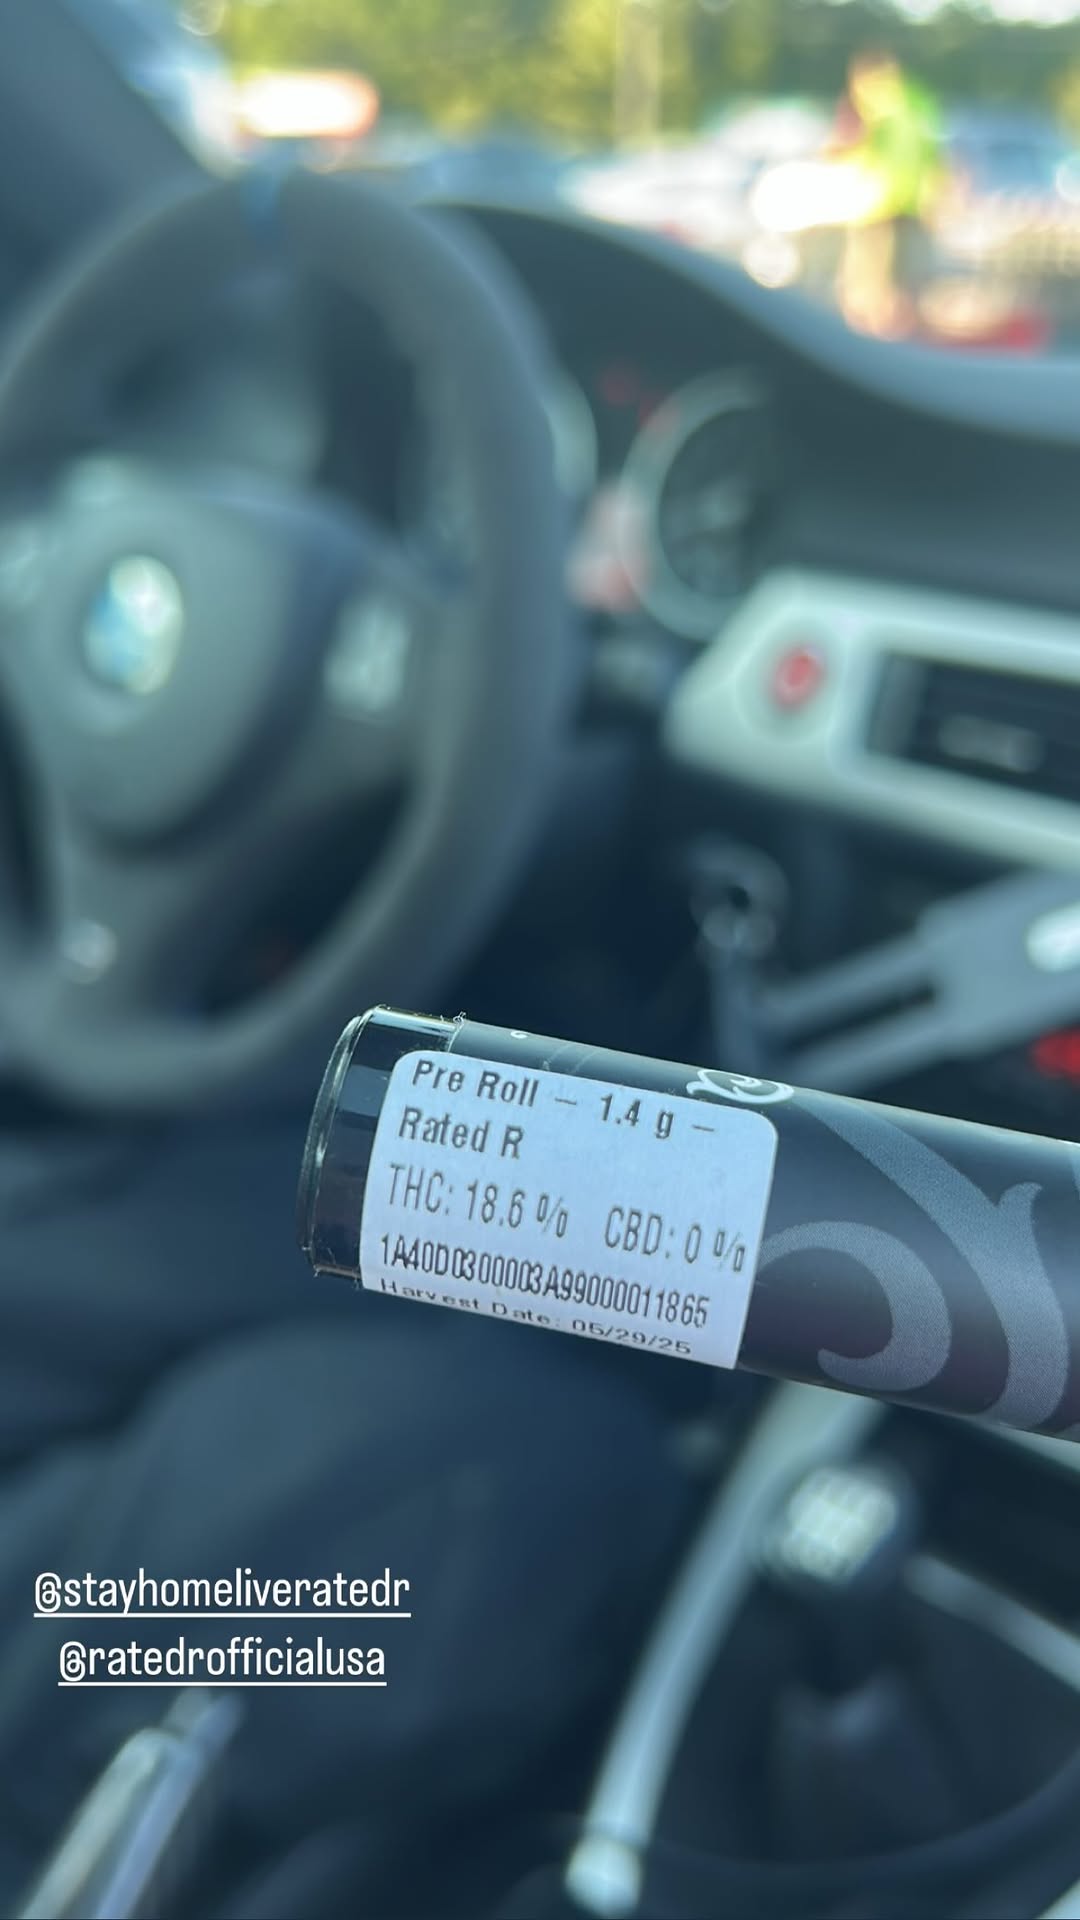 Pre Roll – 1.4 g –
Rated R
THC: 18.6 % CBD: 0 %
1A40D0300003A99000011865
Harvest Date: 05/29/25
@stayhomeliveratedr
@ratedrofficialusa